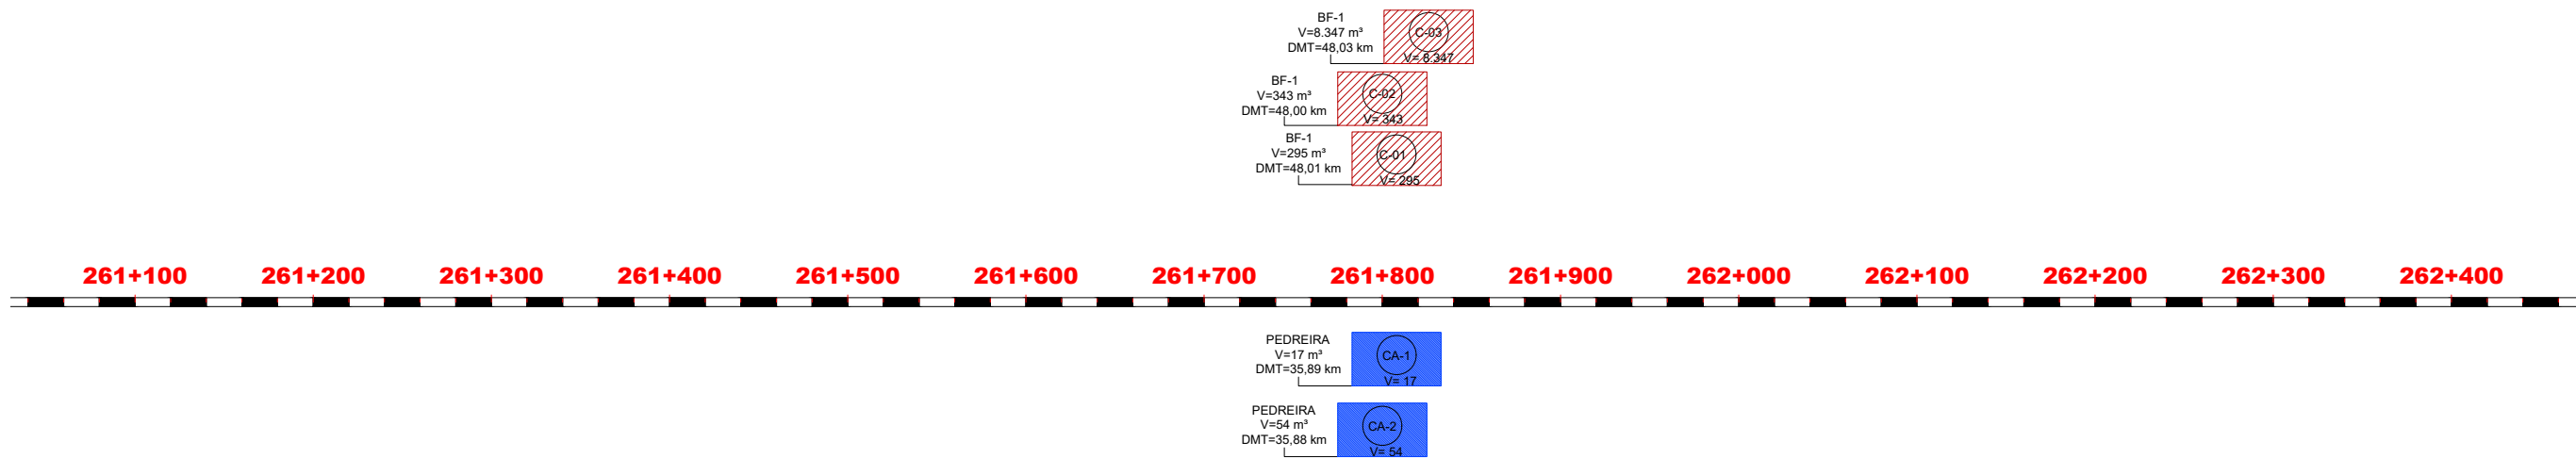 BF-1
V=8.347 m³
DMT=48,03 km
C-03
V= 8.347
BF-1
V=343 m³
DMT=48,00 km
C-02
V= 343
BF-1
V=295 m³
DMT=48,01 km
C-01
V= 295
261+100 261+200 261+300 261+400 261+500 261+600 261+700 261+800 261+900 262+000 262+100 262+200 262+300 262+400
PEDREIRA
V=17 m³
DMT=35,89 km
CA-1
V= 17
PEDREIRA
V=54 m³
DMT=35,88 km
CA-2
V= 54